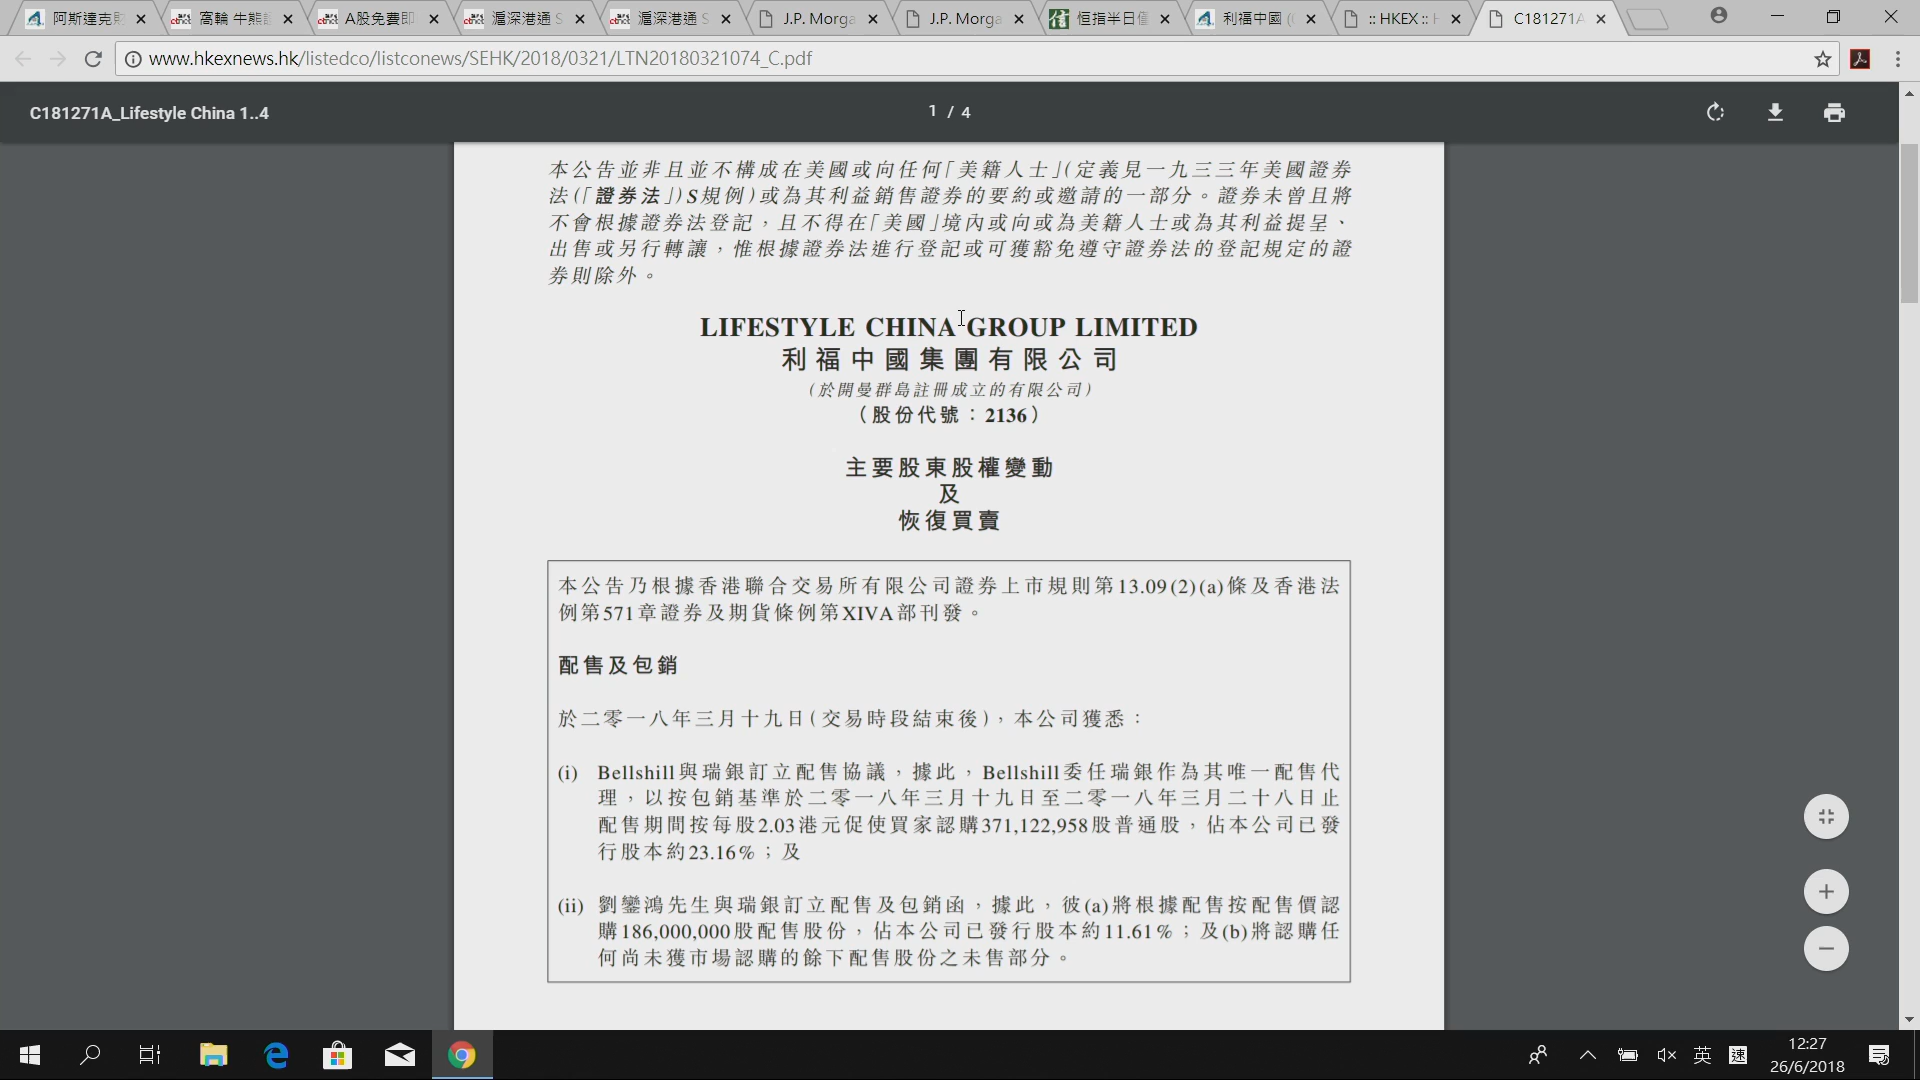 阿斯達克
窩輪 牛熊
A股免費即
滬深港通 S
滬深港通 S
J.P. Morga
J.P. Morga
恒指半日
利福中國 (
:: HKEX ::
C181271A
www.hkexnews.hk/listedco/listconews/SEHK/2018/0321/LTN20180321074_C.pdf
C181271A_Lifestyle China 1..4
1 / 4
本公告並非且並不構成在美國或向任何「美籍人士」(定義見一九三三年美國證券
法(「證券法」)S規例)或為其利益銷售證券的要約或邀請的一部分。證券未曾且將
不會根據證券法登記，且不得在「美國」境內或向或為美籍人士或為其利益提呈、
出售或另行轉讓，惟根據證券法進行登記或可獲豁免遵守證券法的登記規定的證
券則除外。
LIFESTYLE CHINA GROUP LIMITED
利福中國集團有限公司
(於開曼群島註冊成立的有限公司)
(股份代號：2136)
主要股東股權變動
及
恢復買賣
本公告乃根據香港聯合交易所有限公司證券上市規則第13.09(2)(a)條及香港法
例第571章證券及期貨條例第XIVA部刊發。
配售及包銷
於二零一八年三月十九日(交易時段結束後)，本公司獲悉：
(i) Bellshill與瑞銀訂立配售協議，據此，Bellshill委任瑞銀作為其唯一配售代
理，以按包銷基準於二零一八年三月十九日至二零一八年三月二十八日止
配售期間按每股2.03港元促使買家認購371,122,958股普通股，佔本公司已發
行股本約23.16%；及
(ii) 劉鑾鴻先生與瑞銀訂立配售及包銷函，據此，彼(a)將根據配售按配售價認
購186,000,000股配售股份，佔本公司已發行股本約11.61%；及(b)將認購任
何尚未獲市場認購的餘下配售股份之未售部分。
英
速
12:27
26/6/2018